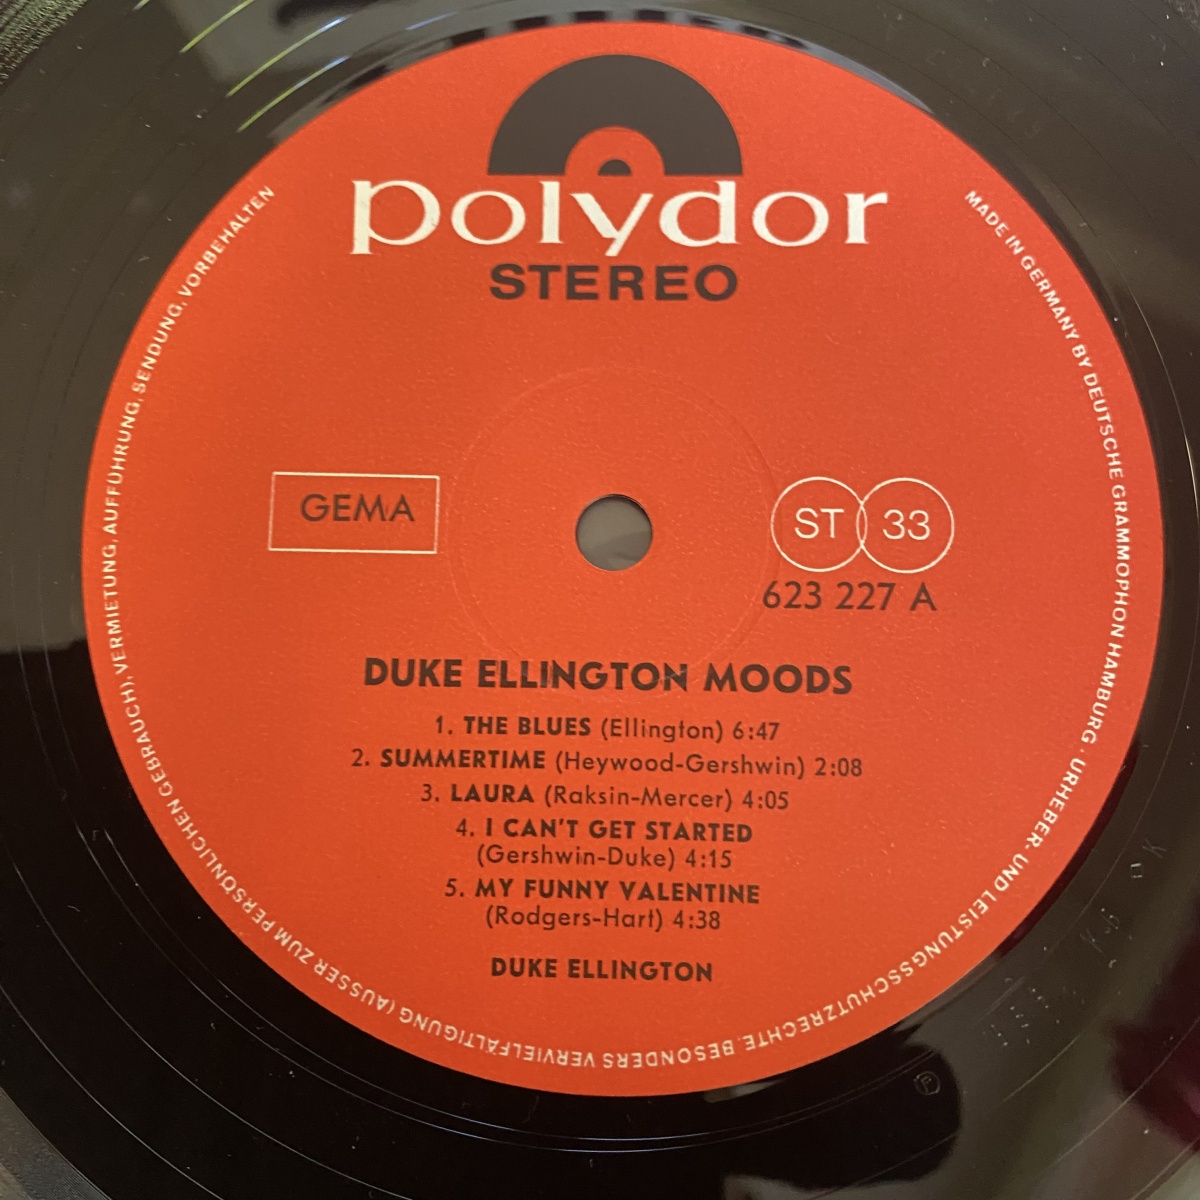 polydor
STEREO
GEMA
ST 33
623 227 A
DUKE ELLINGTON MOODS
1. THE BLUES (Ellington) 6:47
2. SUMMERTIME (Heywood-Gershwin) 2:08
3. LAURA (Raksin-Mercer) 4:05
4. I CAN'T GET STARTED
(Gershwin-Duke) 4:15
5. MY FUNNY VALENTINE
(Rodgers-Hart) 4:38
DUKE ELLINGTON
MADE IN GERMANY BY DEUTSCHE GRAMMOPHON HAMBURG · URHEBER- UND LEISTUNGSSCHUTZRECHTE, BESONDERS VERVIELFÄLTIGUNG (AUSSER ZUM PERSÖNLICHEN GEBRAUCH), VERMIETUNG, AUFFÜHRUNG, SENDUNG, VORBEHALTEN
Ⓟ